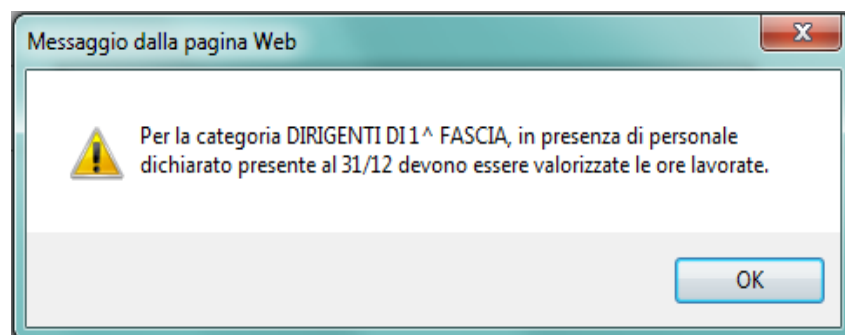 Messaggio dalla pagina Web
x
Per la categoria DIRIGENTI DI 1^ FASCIA, in presenza di personale
dichiarato presente al 31/12 devono essere valorizzate le ore lavorate.
OK